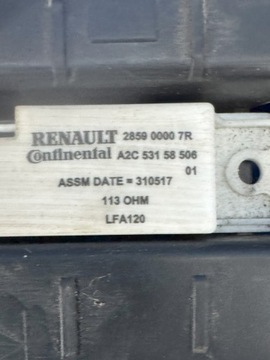 RENAULT 2859 0000 7R
Continental A2C 531 58 506
01
ASSM DATE = 310517
113 OHM
LFA120